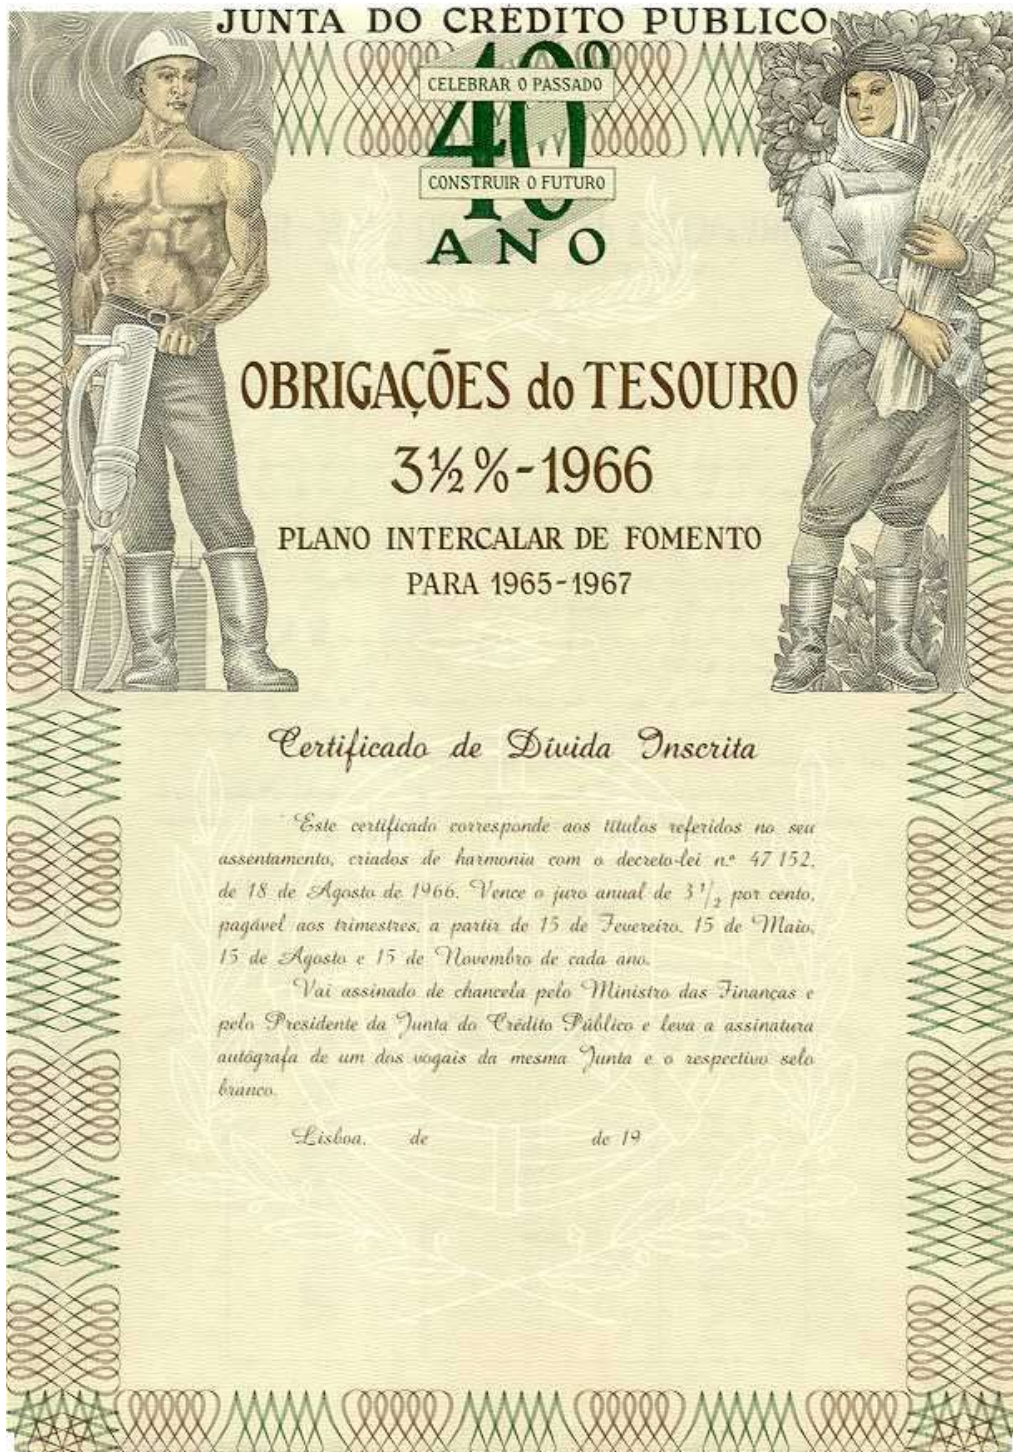 JUNTA DO CRÉDITO PÚBLICO
40º
CELEBRAR O PASSADO
CONSTRUIR O FUTURO
ANO
OBRIGAÇÕES do TESOURO
3½%-1966
PLANO INTERCALAR DE FOMENTO
PARA 1965-1967
Certificado de Dívida Inscrita
Este certificado corresponde aos títulos referidos no seu
assentamento, criados de harmonia com o decreto-lei n.º 47 152,
de 18 de Agosto de 1966. Vence o juro anual de 3 1/2 por cento,
pagável aos trimestres, a partir de 15 de Fevereiro, 15 de Maio,
15 de Agosto e 15 de Novembro de cada ano.
Vai assinado de chancela pelo Ministro das Finanças e
pelo Presidente da Junta do Crédito Público e leva a assinatura
autógrafa de um dos vogais da mesma Junta e o respectivo selo
branco.
Lisboa, de de 19